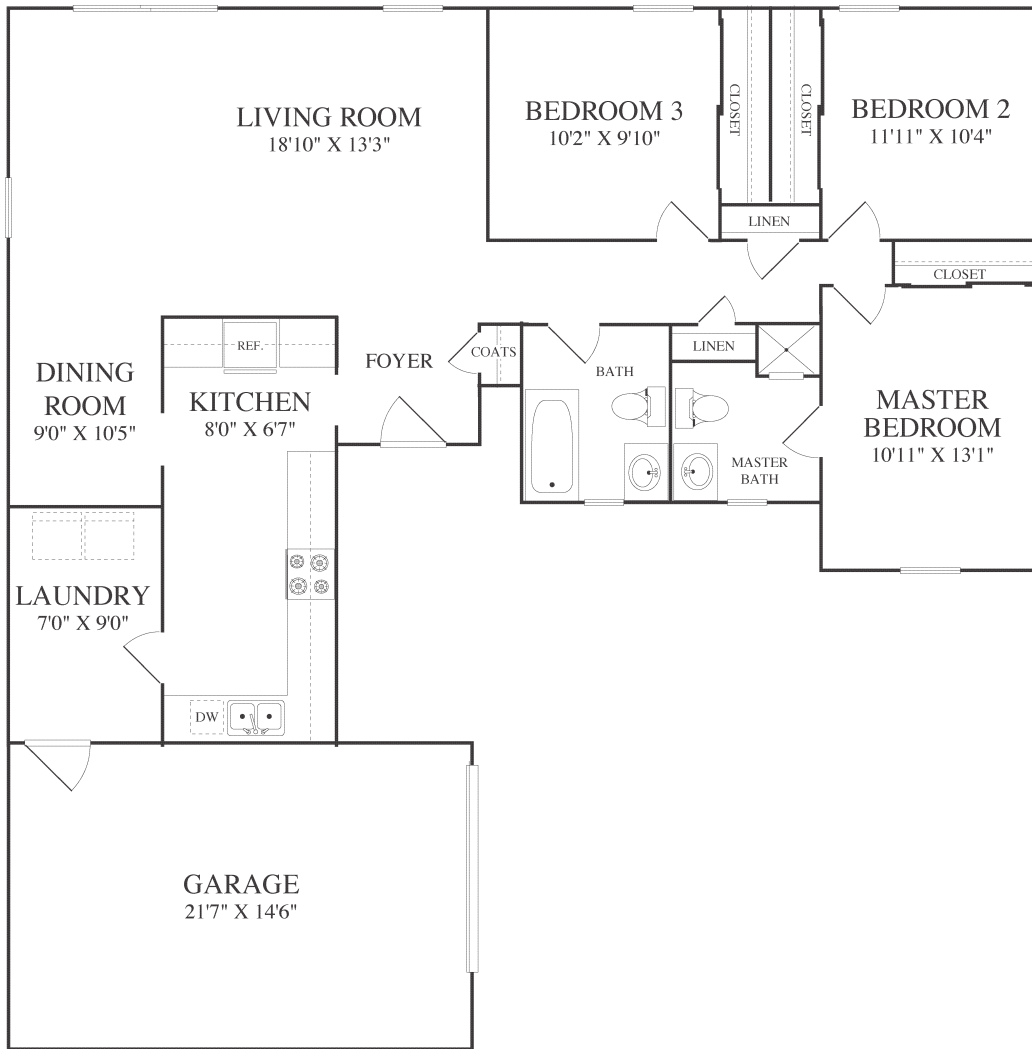 LIVING ROOM
18'10" X 13'3"
BEDROOM 3
10'2" X 9'10"
CLOSET
CLOSET
BEDROOM 2
11'11" X 10'4"
LINEN
CLOSET
REF.
FOYER
COATS
LINEN
BATH
DINING
ROOM
9'0" X 10'5"
KITCHEN
8'0" X 6'7"
MASTER
BEDROOM
10'11" X 13'1"
MASTER
BATH
LAUNDRY
7'0" X 9'0"
DW
GARAGE
21'7" X 14'6"